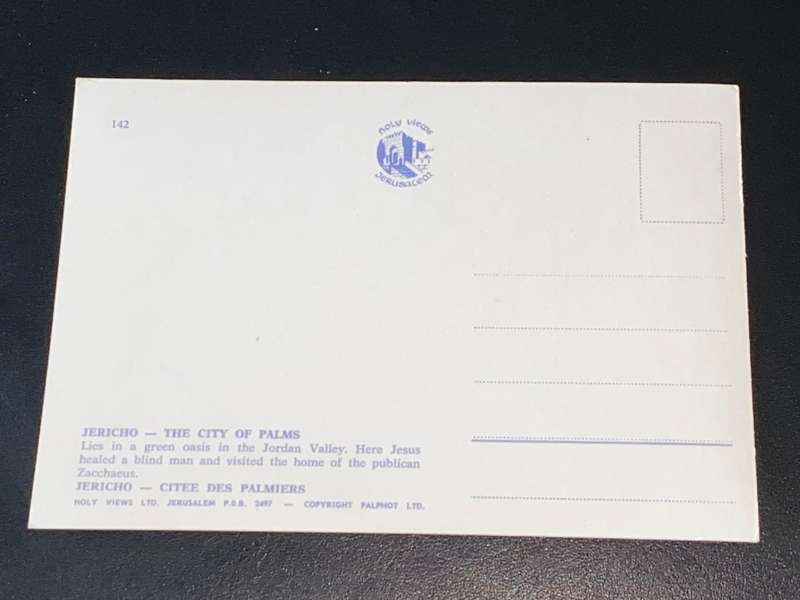 142
HOLY VIEWS
JERUSALEM
JERICHO — THE CITY OF PALMS
Lies in a green oasis in the Jordan Valley. Here Jesus
healed a blind man and visited the home of the publican
Zacchaeus.
JERICHO — CITEE DES PALMIERS
HOLY VIEWS LTD. JERUSALEM P.O.B. 2497 — COPYRIGHT PALPHOT LTD.